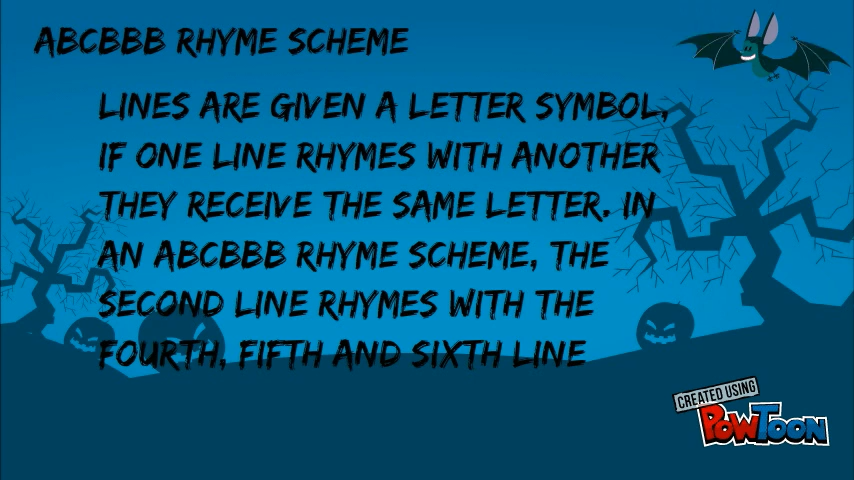 ABCBBB RHYME SCHEME
LINES ARE GIVEN A LETTER SYMBOL,
IF ONE LINE RHYMES WITH ANOTHER
THEY RECEIVE THE SAME LETTER. IN
AN ABCBBB RHYME SCHEME, THE
SECOND LINE RHYMES WITH THE
FOURTH, FIFTH AND SIXTH LINE
CREATED USING
POWTOON